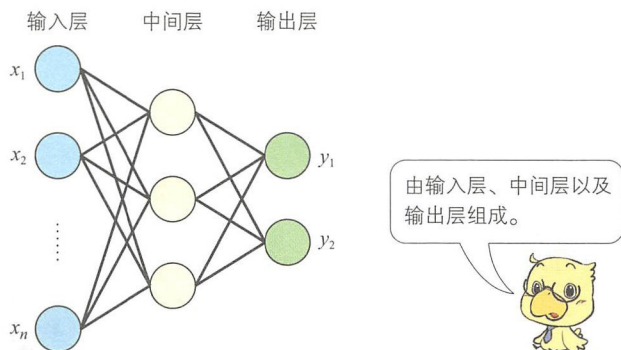 输入层 中间层 输出层
x1
x2
y1
y2
……
xn
由输入层、中间层以及
输出层组成。